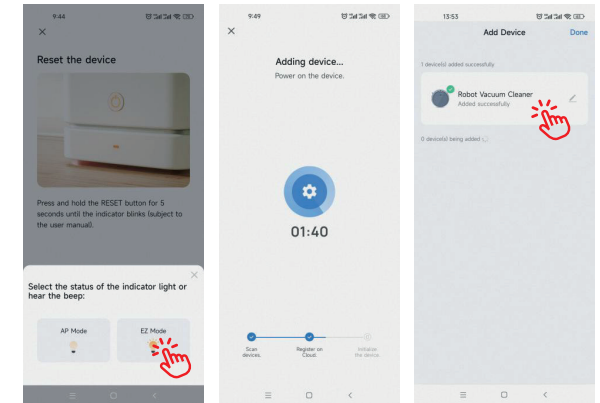 9:44
Reset the device
Press and hold the RESET button for 5
seconds until the indicator blinks (subject to
the user manual).
Select the status of the indicator light or
hear the beep:
AP Mode
EZ Mode
9:49
Adding device...
Power on the device.
01:40
Scan
devices.
Register on
Cloud.
Initialize
the device.
13:53
Add Device
Done
1 device(s) added successfully
Robot Vacuum Cleaner
Added successfully
0 device(s) being added